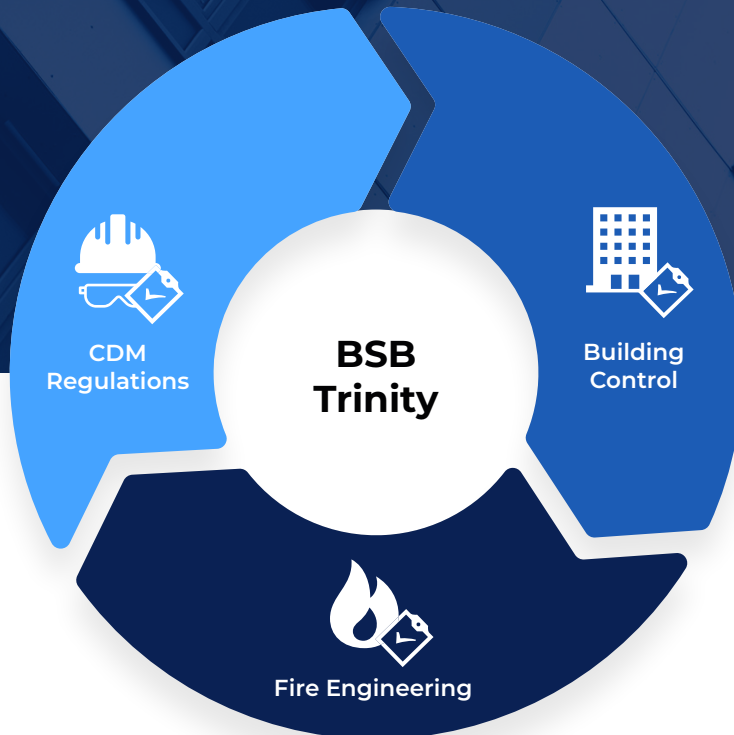 BSB
Trinity
CDM
Regulations
Building
Control
Fire Engineering